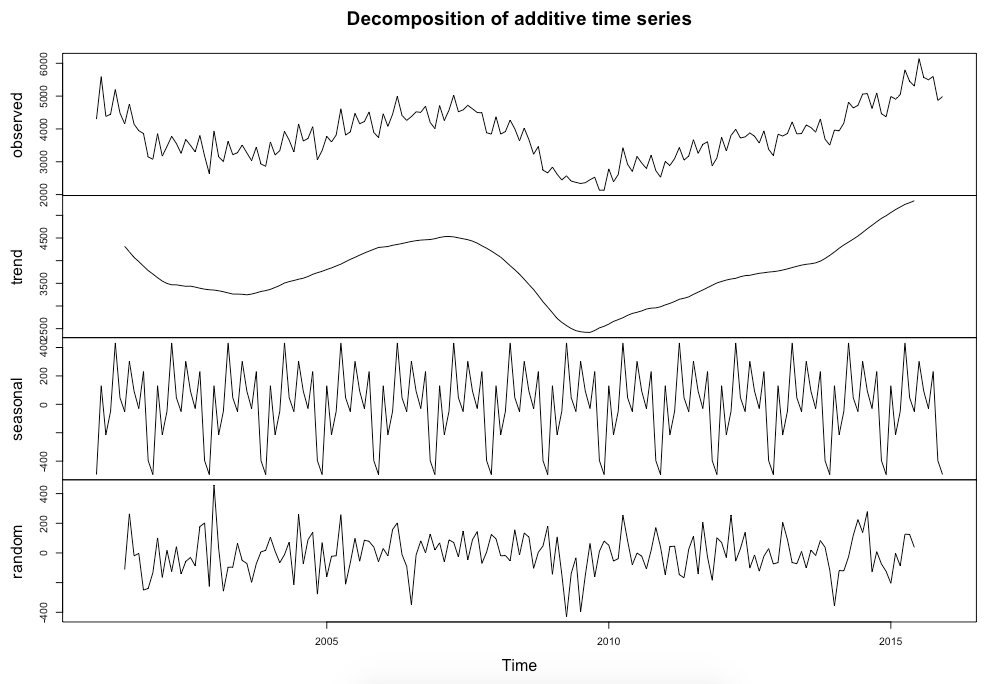 Decomposition of additive time series
observed
2000 3000 4000 5000 6000
trend
2500 3500 4500
seasonal
-400 0 200 400
random
-400 0 200 400
2005 2010 2015
Time